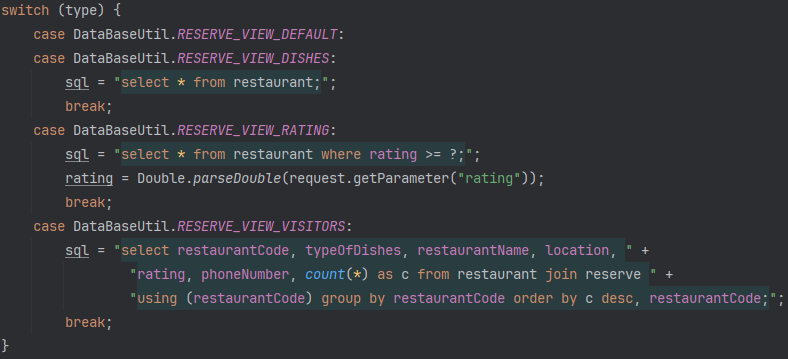 switch (type) {
    case DataBaseUtil.RESERVE_VIEW_DEFAULT:
    case DataBaseUtil.RESERVE_VIEW_DISHES:
        sql = "select * from restaurant;";
        break;
    case DataBaseUtil.RESERVE_VIEW_RATING:
        sql = "select * from restaurant where rating >= ?;";
        rating = Double.parseDouble(request.getParameter("rating"));
        break;
    case DataBaseUtil.RESERVE_VIEW_VISITORS:
        sql = "select restaurantCode, typeOfDishes, restaurantName, location, " +
                "rating, phoneNumber, count(*) as c from restaurant join reserve " +
                "using (restaurantCode) group by restaurantCode order by c desc, restaurantCode;";
        break;
}